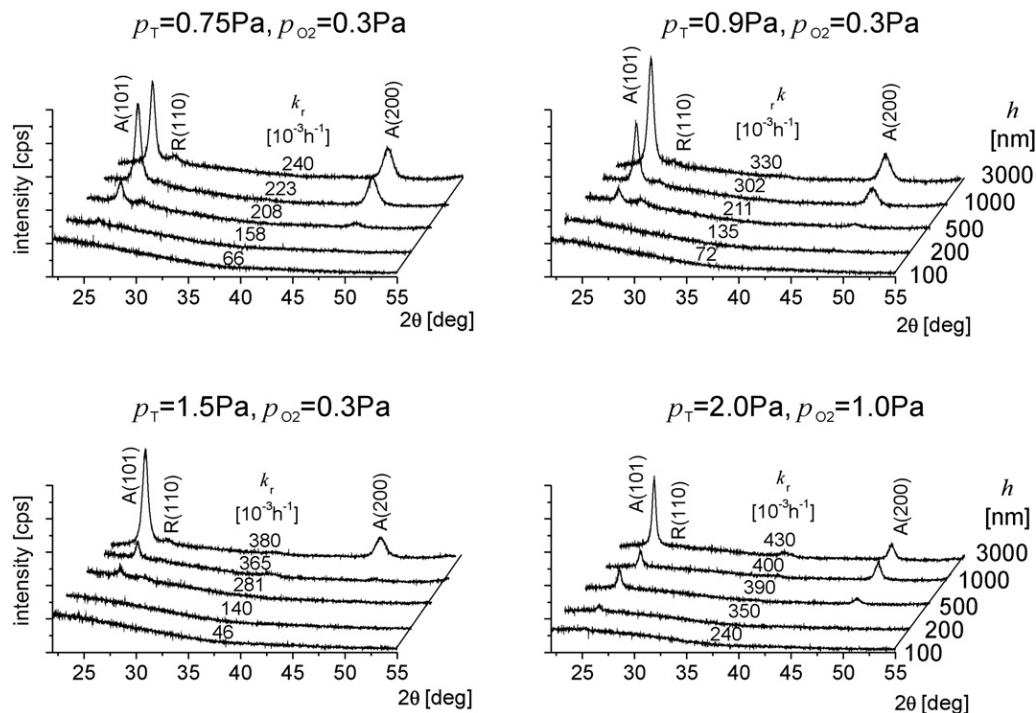 p_T=0.75Pa, p_O2=0.3Pa
A(101)
R(110)
k_r
[10⁻³h⁻¹]
A(200)
240
223
208
158
66
intensity [cps]
25 30 35 40 45 50 55
2θ [deg]
p_T=0.9Pa, p_O2=0.3Pa
A(101)
R(110)
r k
[10⁻³h⁻¹]
A(200)
h
[nm]
330
302
211
135
72
3000
1000
500
200
100
25 30 35 40 45 50 55
2θ [deg]
p_T=1.5Pa, p_O2=0.3Pa
A(101)
R(110)
k_r
[10⁻³h⁻¹]
A(200)
380
365
281
140
46
intensity [cps]
25 30 35 40 45 50 55
2θ [deg]
p_T=2.0Pa, p_O2=1.0Pa
A(101)
R(110)
k_r
[10⁻³h⁻¹]
A(200)
h
[nm]
430
400
390
350
240
3000
1000
500
200
100
25 30 35 40 45 50 55
2θ [deg]